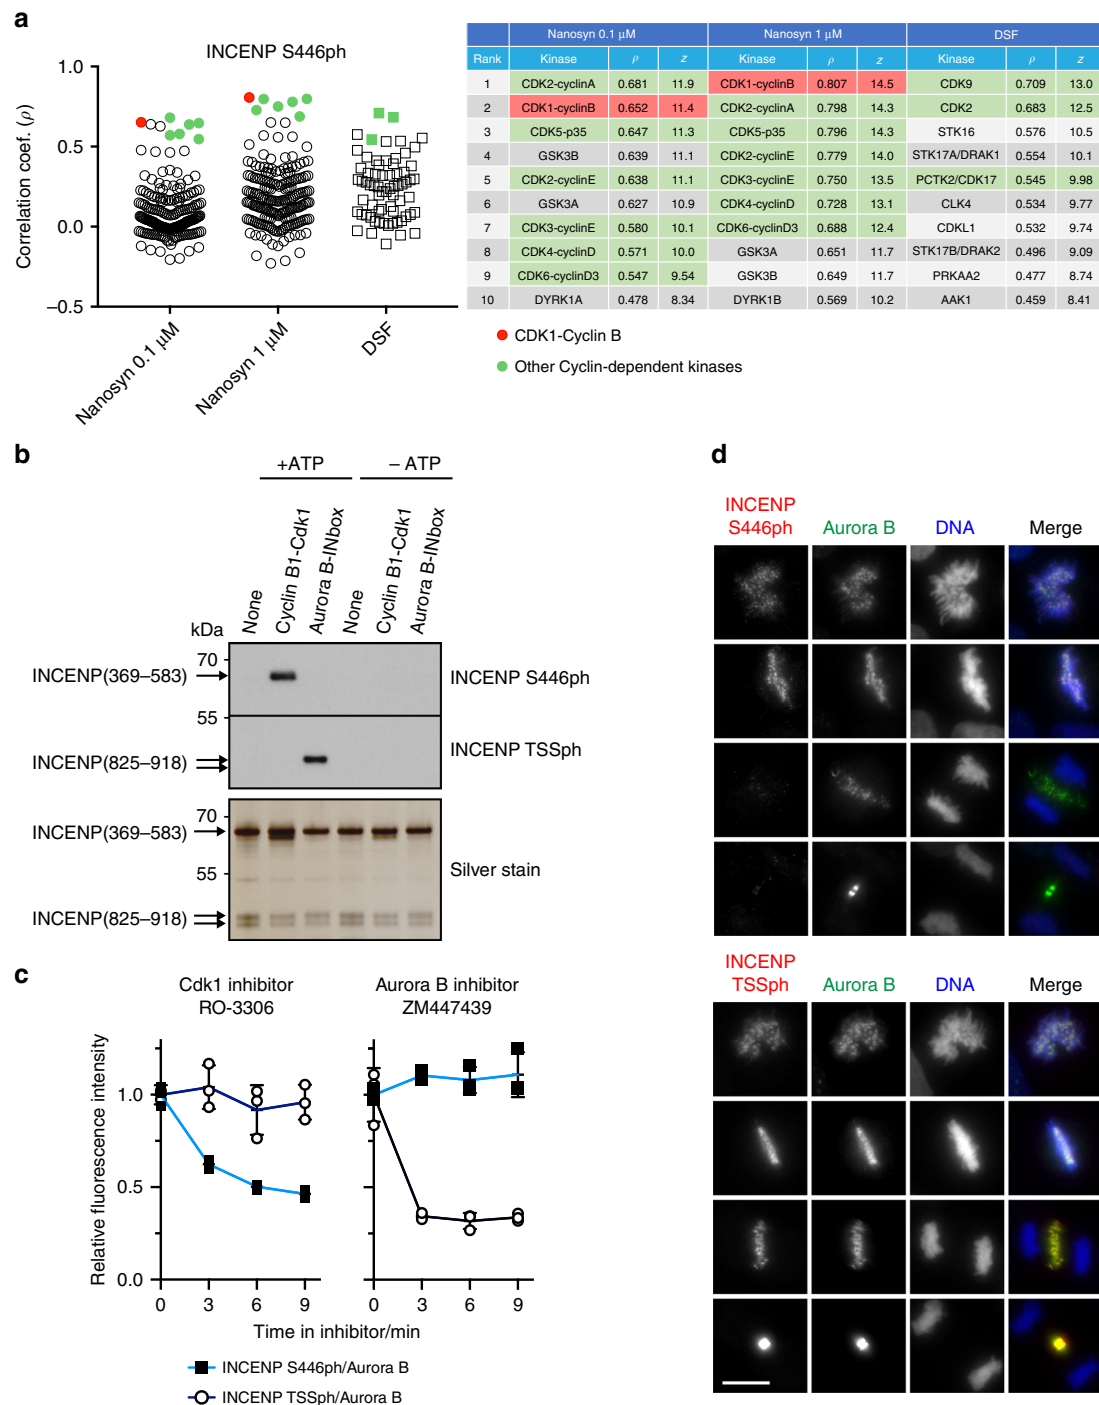 a
INCENP S446ph
Correlation coef. (ρ)
1.0
0.5
0.0
–0.5
Nanosyn 0.1 μM
Nanosyn 1 μM
DSF
Nanosyn 0.1 μM Nanosyn 1 μM DSF
Rank Kinase ρ z Kinase ρ z Kinase ρ z
1 CDK2-cyclinA 0.681 11.9 CDK1-cyclinB 0.807 14.5 CDK9 0.709 13.0
2 CDK1-cyclinB 0.652 11.4 CDK2-cyclinA 0.798 14.3 CDK2 0.683 12.5
3 CDK5-p35 0.647 11.3 CDK5-p35 0.796 14.3 STK16 0.576 10.5
4 GSK3B 0.639 11.1 CDK2-cyclinE 0.779 14.0 STK17A/DRAK1 0.554 10.1
5 CDK2-cyclinE 0.638 11.1 CDK3-cyclinE 0.750 13.5 PCTK2/CDK17 0.545 9.98
6 GSK3A 0.627 10.9 CDK4-cyclinD 0.728 13.1 CLK4 0.534 9.77
7 CDK3-cyclinE 0.580 10.1 CDK6-cyclinD3 0.688 12.4 CDKL1 0.532 9.74
8 CDK4-cyclinD 0.571 10.0 GSK3A 0.651 11.7 STK17B/DRAK2 0.496 9.09
9 CDK6-cyclinD3 0.547 9.54 GSK3B 0.649 11.7 PRKAA2 0.477 8.74
10 DYRK1A 0.478 8.34 DYRK1B 0.569 10.2 AAK1 0.459 8.41
CDK1-Cyclin B
Other Cyclin-dependent kinases
b
+ATP – ATP
None
Cyclin B1-Cdk1
Aurora B-INbox
None
Cyclin B1-Cdk1
Aurora B-INbox
kDa
70
INCENP(369–583)
INCENP S446ph
55
INCENP(825–918)
INCENP TSSph
70
INCENP(369–583)
55
Silver stain
INCENP(825–918)
c
Cdk1 inhibitor
RO-3306
Aurora B inhibitor
ZM447439
Relative fluorescence intensity
1.0
0.5
0.0
0 3 6 9 0 3 6 9
Time in inhibitor/min
INCENP S446ph/Aurora B
INCENP TSSph/Aurora B
d
INCENP
S446ph Aurora B DNA Merge
INCENP
TSSph Aurora B DNA Merge